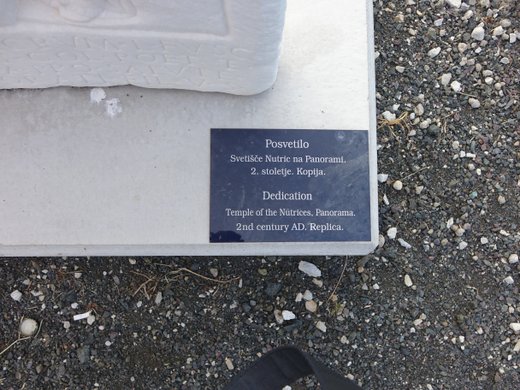 Posvetilo
Svetišče Nutric na Panorami.
2. stoletje. Kopija.
Dedication
Temple of the Nutrices, Panorama.
2nd century AD. Replica.